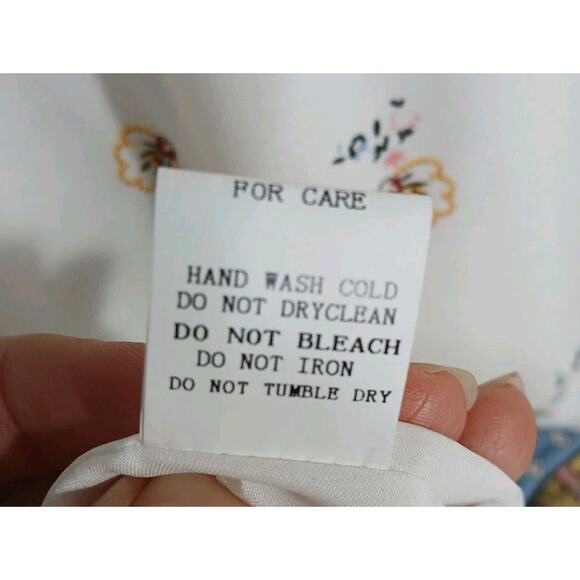 FOR CARE
HAND WASH COLD
DO NOT DRYCLEAN
DO NOT BLEACH
DO NOT IRON
DO NOT TUMBLE DRY